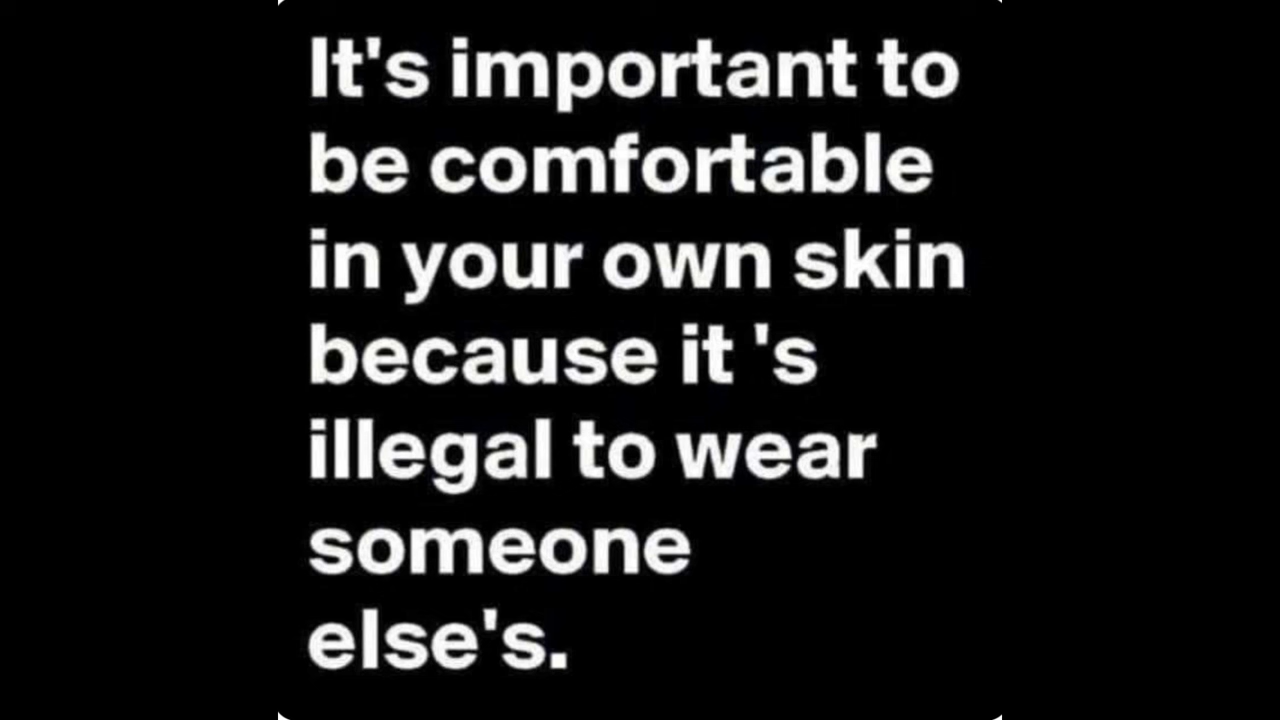 It's important to
be comfortable
in your own skin
because it 's
illegal to wear
someone
else's.